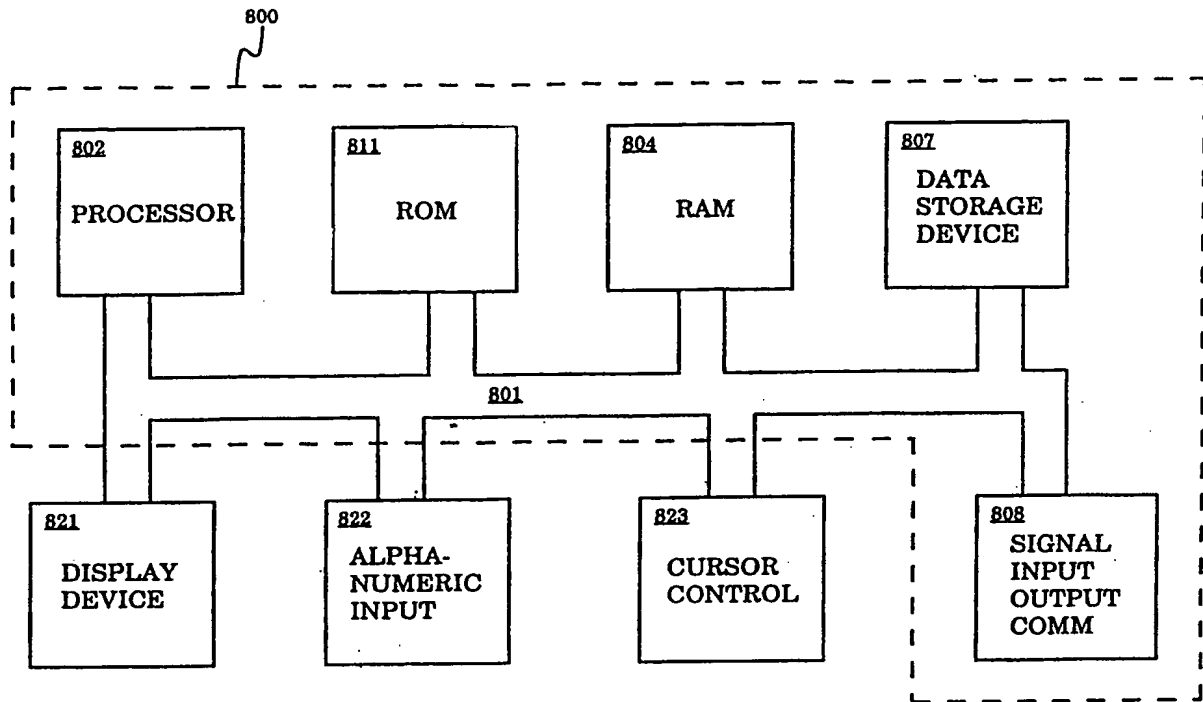 800
802
PROCESSOR
811
ROM
804
RAM
807
DATA
STORAGE
DEVICE
801
821
DISPLAY
DEVICE
822
ALPHA-
NUMERIC
INPUT
823
CURSOR
CONTROL
808
SIGNAL
INPUT
OUTPUT
COMM